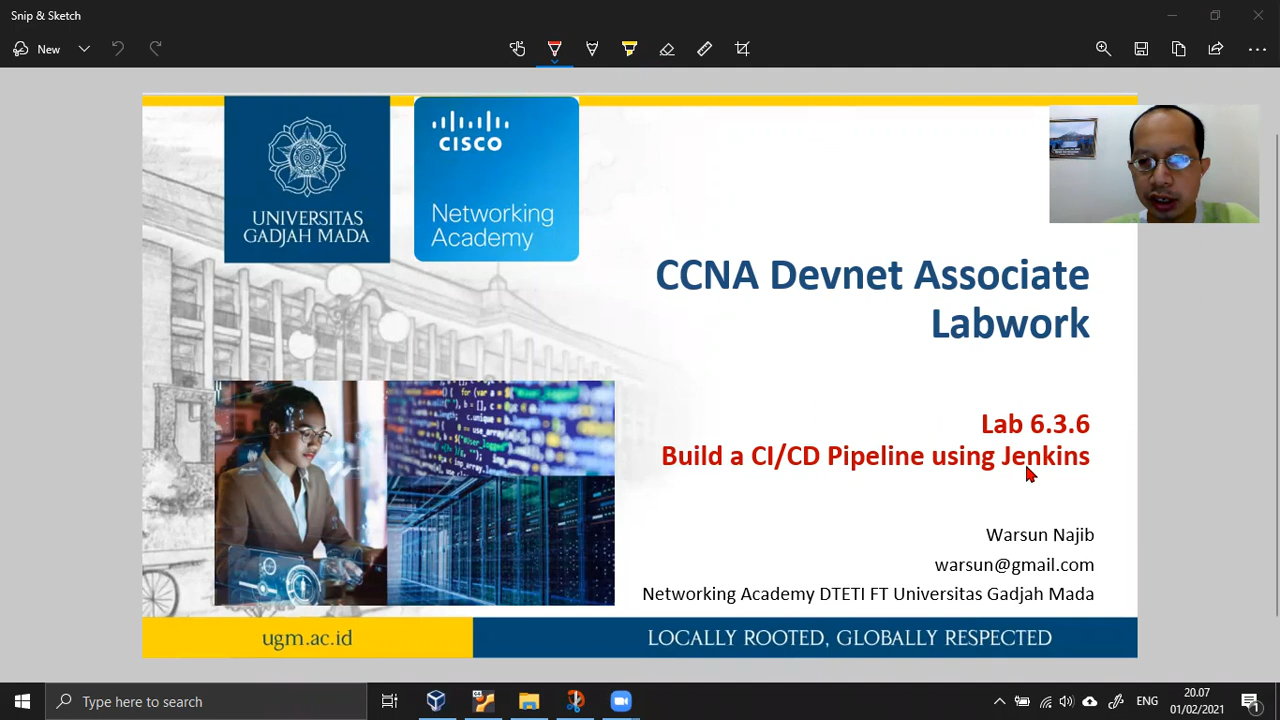 Snip & Sketch
New
UNIVERSITAS
GADJAH MADA
CISCO
Networking
Academy
CCNA Devnet Associate
Labwork
Lab 6.3.6
Build a CI/CD Pipeline using Jenkins
Warsun Najib
warsun@gmail.com
Networking Academy DTETI FT Universitas Gadjah Mada
ugm.ac.id
LOCALLY ROOTED, GLOBALLY RESPECTED
Type here to search
ENG
20.07
01/02/2021